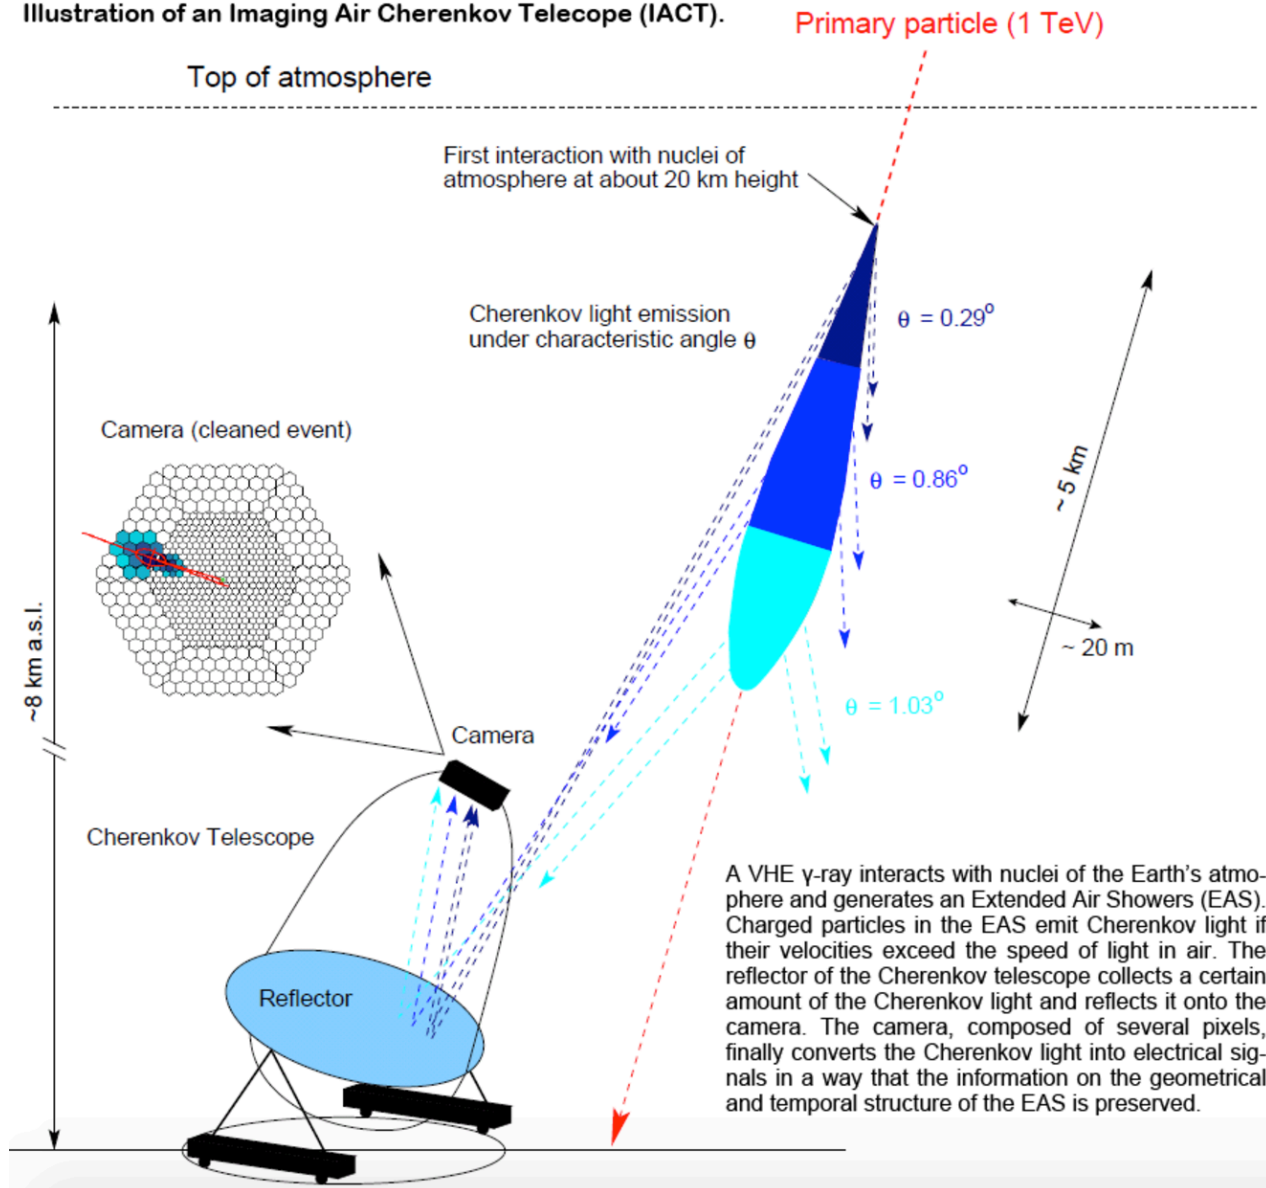 Illustration of an Imaging Air Cherenkov Telecope (IACT).
Primary particle (1 TeV)
Top of atmosphere
First interaction with nuclei of
atmosphere at about 20 km height
Cherenkov light emission
under characteristic angle θ
θ = 0.29°
Camera (cleaned event)
θ = 0.86°
~ 5 km
~8 km a.s.l.
~ 20 m
θ = 1.03°
Camera
Cherenkov Telescope
Reflector
A VHE γ-ray interacts with nuclei of the Earth's atmo-
phere and generates an Extended Air Showers (EAS).
Charged particles in the EAS emit Cherenkov light if
their velocities exceed the speed of light in air. The
reflector of the Cherenkov telescope collects a certain
amount of the Cherenkov light and reflects it onto the
camera. The camera, composed of several pixels,
finally converts the Cherenkov light into electrical sig-
nals in a way that the information on the geometrical
and temporal structure of the EAS is preserved.